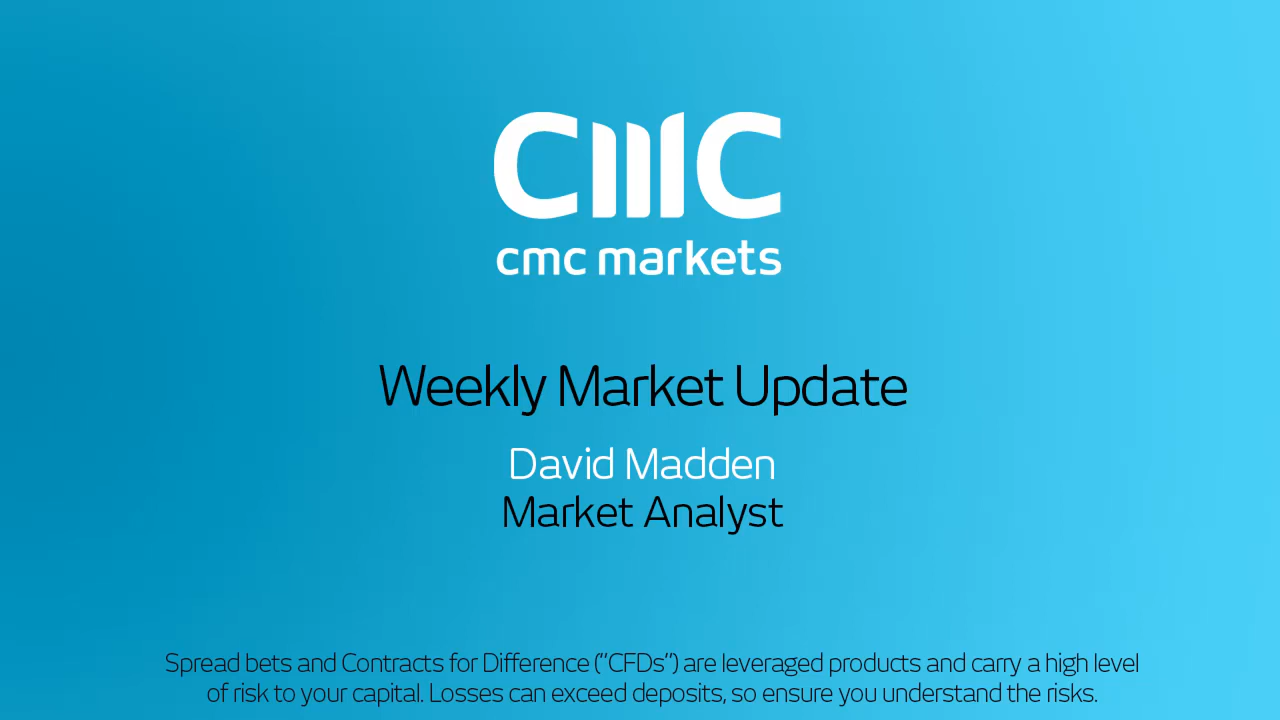 CMC
cmc markets
Weekly Market Update
David Madden
Market Analyst
Spread bets and Contracts for Difference (“CFDs”) are leveraged products and carry a high level
of risk to your capital. Losses can exceed deposits, so ensure you understand the risks.